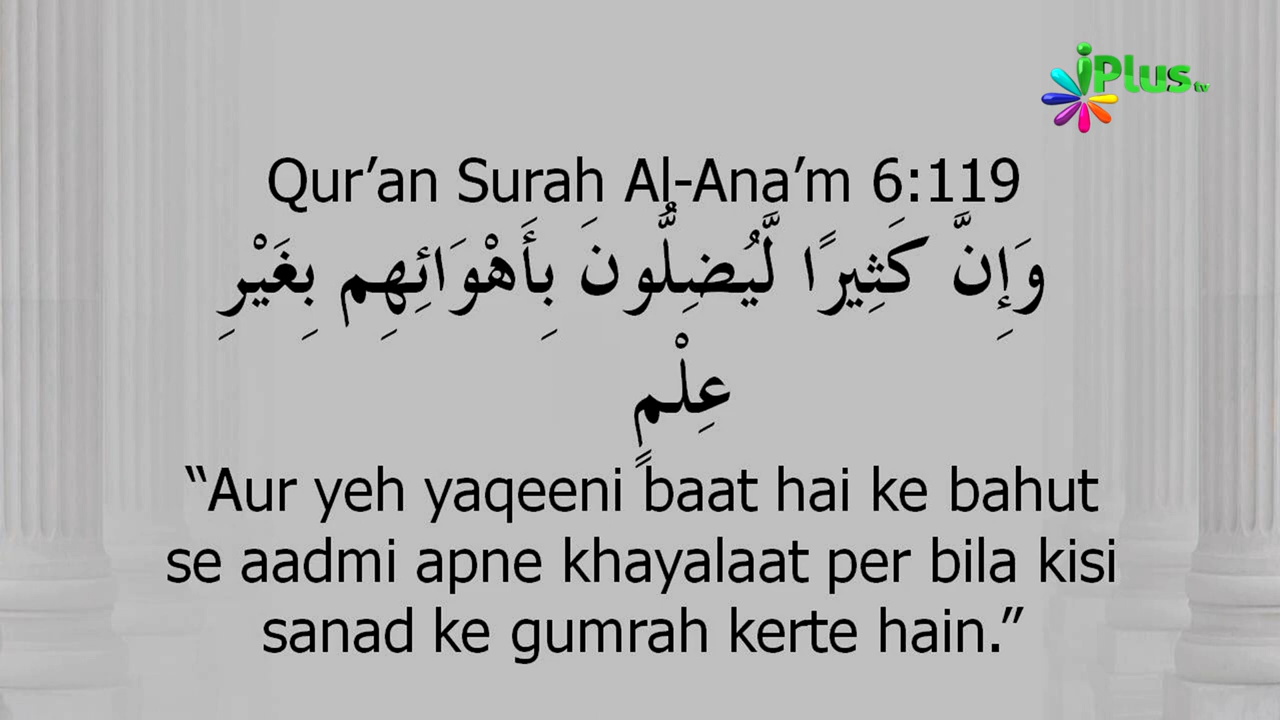 iPlus tv
Qur’an Surah Al-Ana’m 6:119
وَإِنَّ كَثِيرًا لَّيُضِلُّونَ بِأَهْوَائِهِم بِغَيْرِ
عِلْمٍ
“Aur yeh yaqeeni baat hai ke bahut
se aadmi apne khayalaat per bila kisi
sanad ke gumrah kerte hain.”